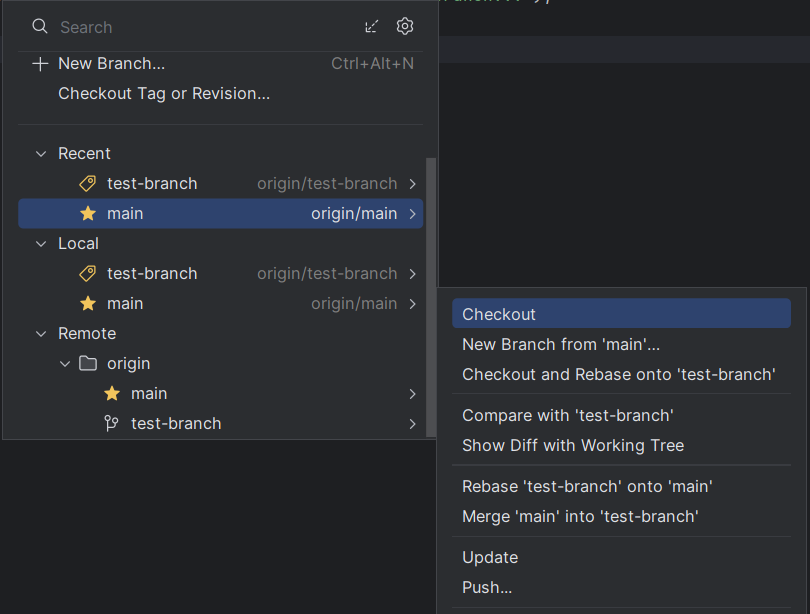 Search
New Branch... Ctrl+Alt+N
Checkout Tag or Revision...
Recent
test-branch origin/test-branch
main origin/main
Local
test-branch origin/test-branch
main origin/main
Remote
origin
main
test-branch
Checkout
New Branch from 'main'...
Checkout and Rebase onto 'test-branch'
Compare with 'test-branch'
Show Diff with Working Tree
Rebase 'test-branch' onto 'main'
Merge 'main' into 'test-branch'
Update
Push...